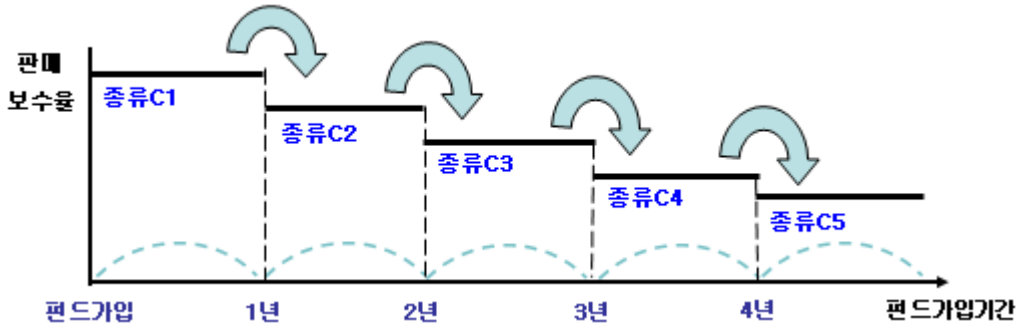 판매
보수율
종류C1
종류C2
종류C3
종류C4
종류C5
펀드가입
1년
2년
3년
4년
펀드가입기간